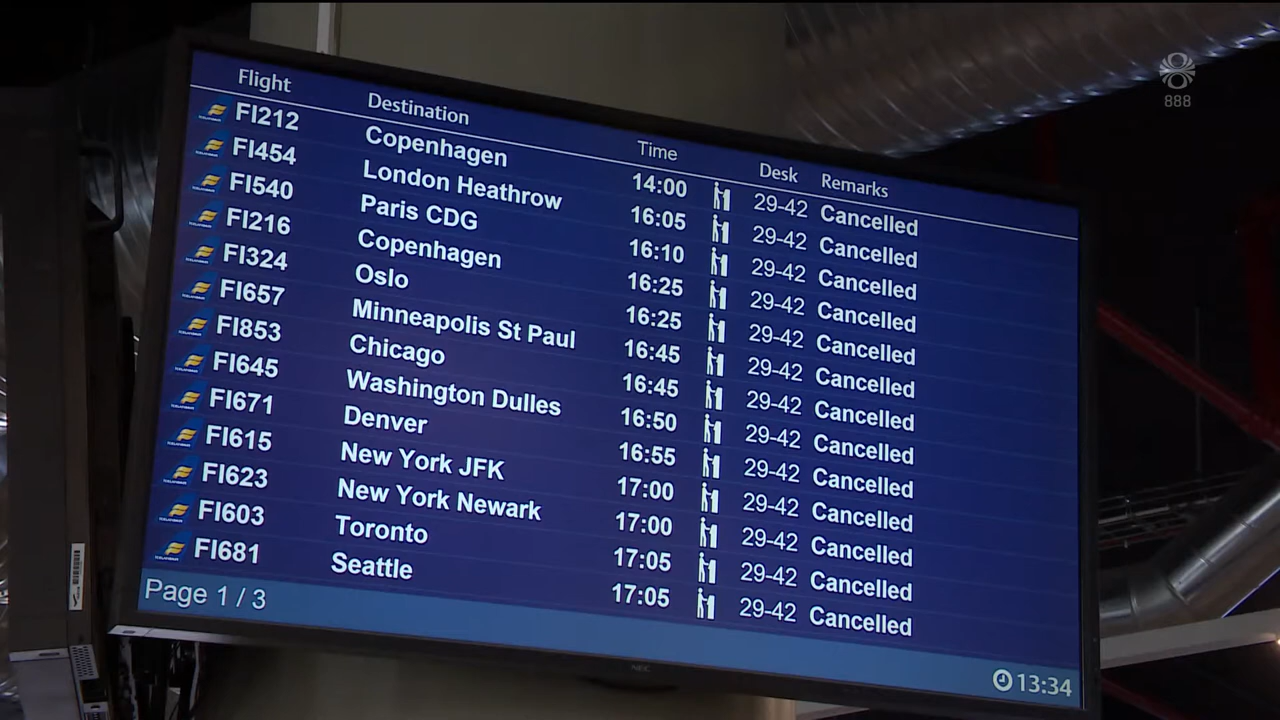 888
Flight Destination Time Desk Remarks
FI212 Copenhagen 14:00 29-42 Cancelled
FI454 London Heathrow 16:05 29-42 Cancelled
FI540 Paris CDG 16:10 29-42 Cancelled
FI216 Copenhagen 16:25 29-42 Cancelled
FI324 Oslo 16:25 29-42 Cancelled
FI657 Minneapolis St Paul 16:45 29-42 Cancelled
FI853 Chicago 16:45 29-42 Cancelled
FI645 Washington Dulles 16:50 29-42 Cancelled
FI671 Denver 16:55 29-42 Cancelled
FI615 New York JFK 17:00 29-42 Cancelled
FI623 New York Newark 17:00 29-42 Cancelled
FI603 Toronto 17:05 29-42 Cancelled
FI681 Seattle 17:05 29-42 Cancelled
Page 1 / 3
13:34
NEC